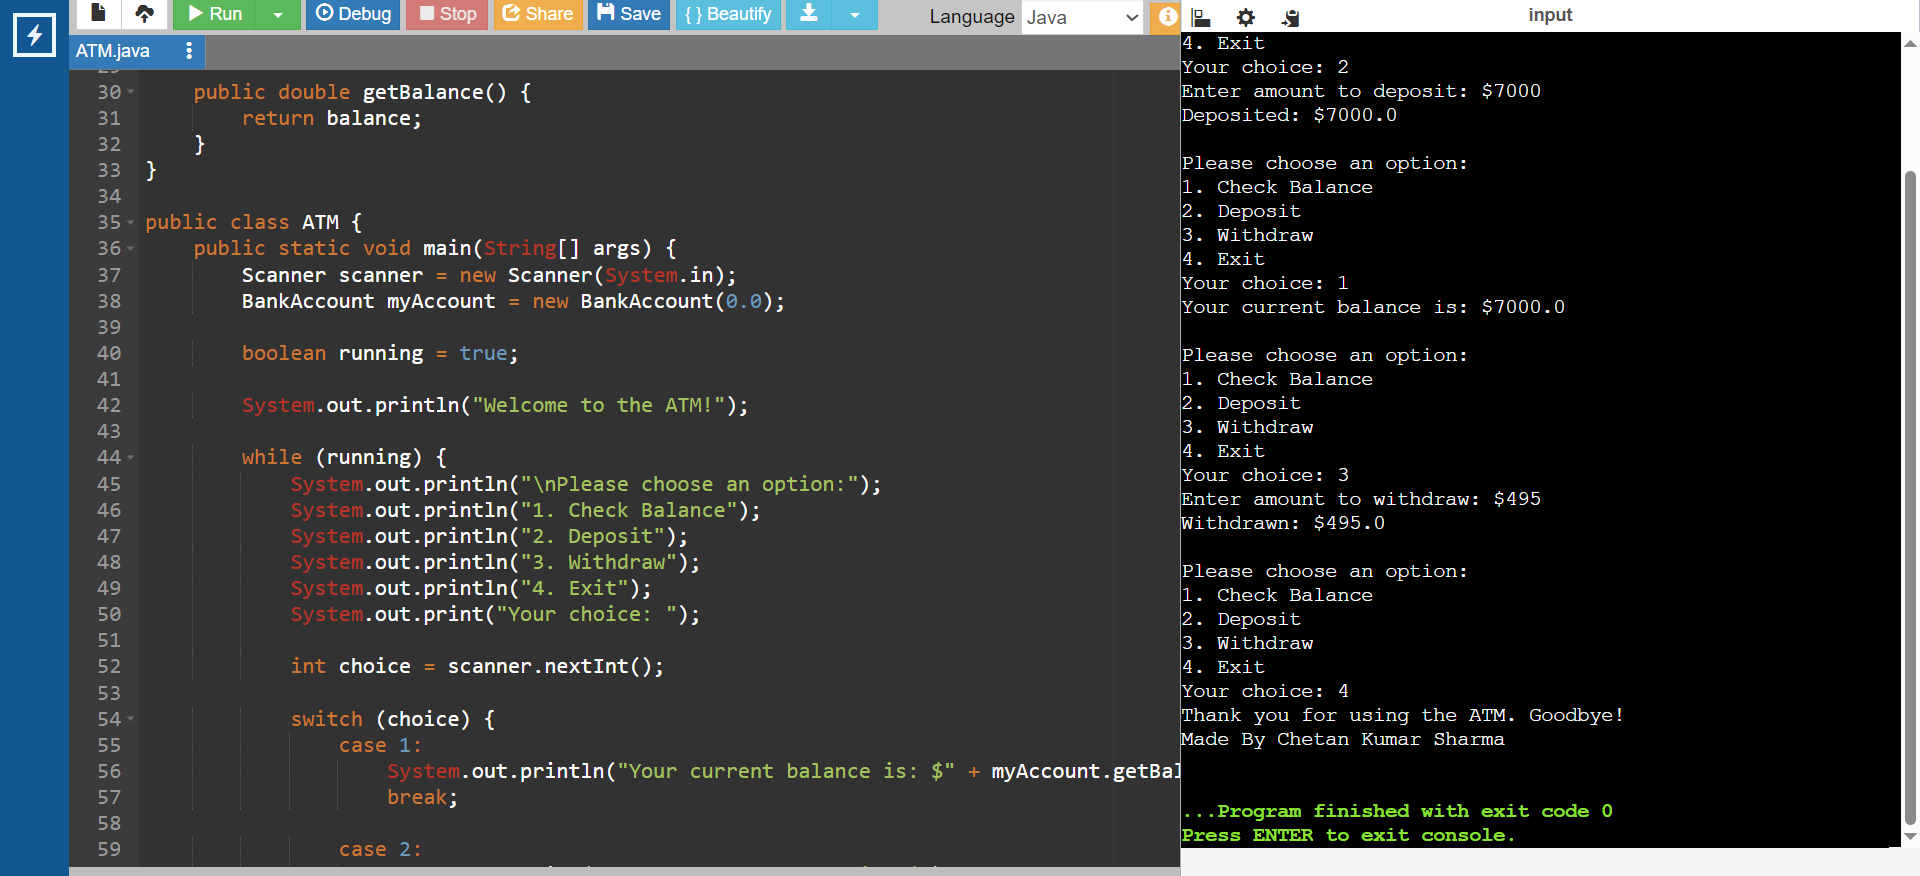 Run
Debug
Stop
Share
Save
{ } Beautify
Language
Java
input
ATM.java
30     public double getBalance() {
31         return balance;
32     }
33 }
34
35 public class ATM {
36     public static void main(String[] args) {
37         Scanner scanner = new Scanner(System.in);
38         BankAccount myAccount = new BankAccount(0.0);
39
40         boolean running = true;
41
42         System.out.println("Welcome to the ATM!");
43
44         while (running) {
45             System.out.println("\nPlease choose an option:");
46             System.out.println("1. Check Balance");
47             System.out.println("2. Deposit");
48             System.out.println("3. Withdraw");
49             System.out.println("4. Exit");
50             System.out.print("Your choice: ");
51
52             int choice = scanner.nextInt();
53
54             switch (choice) {
55                 case 1:
56                     System.out.println("Your current balance is: $" + myAccount.getBal
57                     break;
58
59                 case 2:
4. Exit
Your choice: 2
Enter amount to deposit: $7000
Deposited: $7000.0

Please choose an option:
1. Check Balance
2. Deposit
3. Withdraw
4. Exit
Your choice: 1
Your current balance is: $7000.0

Please choose an option:
1. Check Balance
2. Deposit
3. Withdraw
4. Exit
Your choice: 3
Enter amount to withdraw: $495
Withdrawn: $495.0

Please choose an option:
1. Check Balance
2. Deposit
3. Withdraw
4. Exit
Your choice: 4
Thank you for using the ATM. Goodbye!
Made By Chetan Kumar Sharma

...Program finished with exit code 0
Press ENTER to exit console.